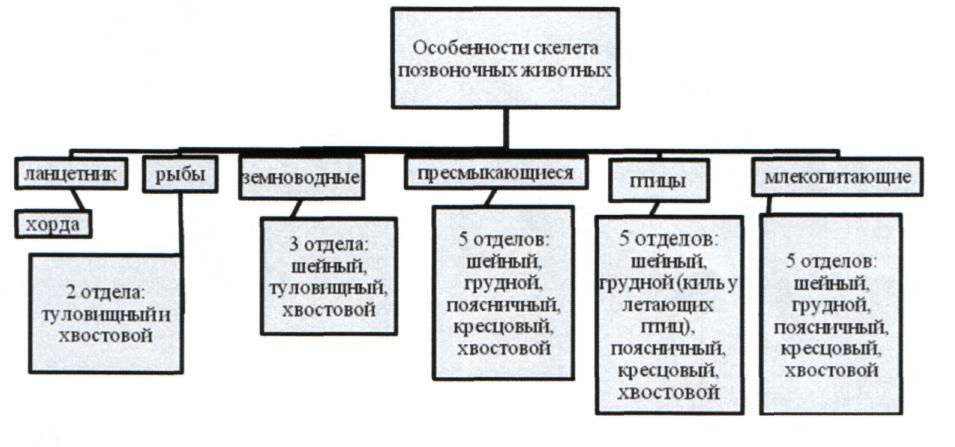 Особенности скелета
позвоночных животных
ланцетник
хорда
рыбы
2 отдела:
туловищный и
хвостовой
земноводные
3 отдела:
шейный,
туловищный,
хвостовой
пресмыкающиеся
5 отделов:
шейный,
грудной,
поясничный,
кресцовый,
хвостовой
птицы
5 отделов:
шейный,
грудной (киль у
летающих
птиц),
поясничный,
кресцовый,
хвостовой
млекопитающие
5 отделов:
шейный,
грудной,
поясничный,
кресцовый,
хвостовой